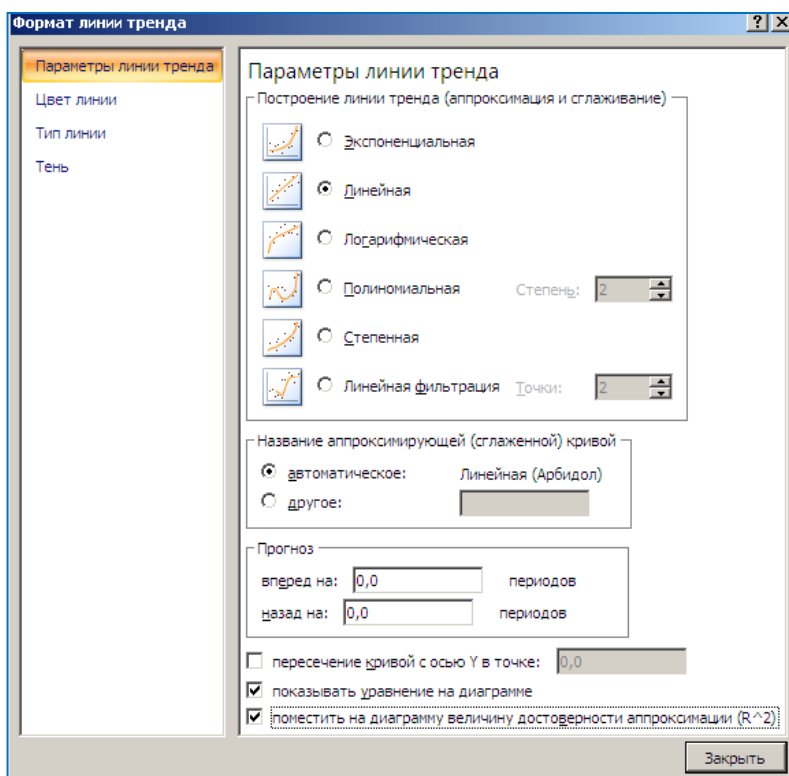 Формат линии тренда
Параметры линии тренда
Цвет линии
Тип линии
Тень
Параметры линии тренда
Построение линии тренда (аппроксимация и сглаживание)
Экспоненциальная
Линейная
Логарифмическая
Полиномиальная Степень: 2
Степенная
Линейная фильтрация Точки: 2
Название аппроксимирующей (сглаженной) кривой
автоматическое: Линейная (Арбидол)
другое:
Прогноз
вперед на: 0,0 периодов
назад на: 0,0 периодов
пересечение кривой с осью Y в точке: 0,0
показывать уравнение на диаграмме
поместить на диаграмму величину достоверности аппроксимации (R^2)
Закрыть